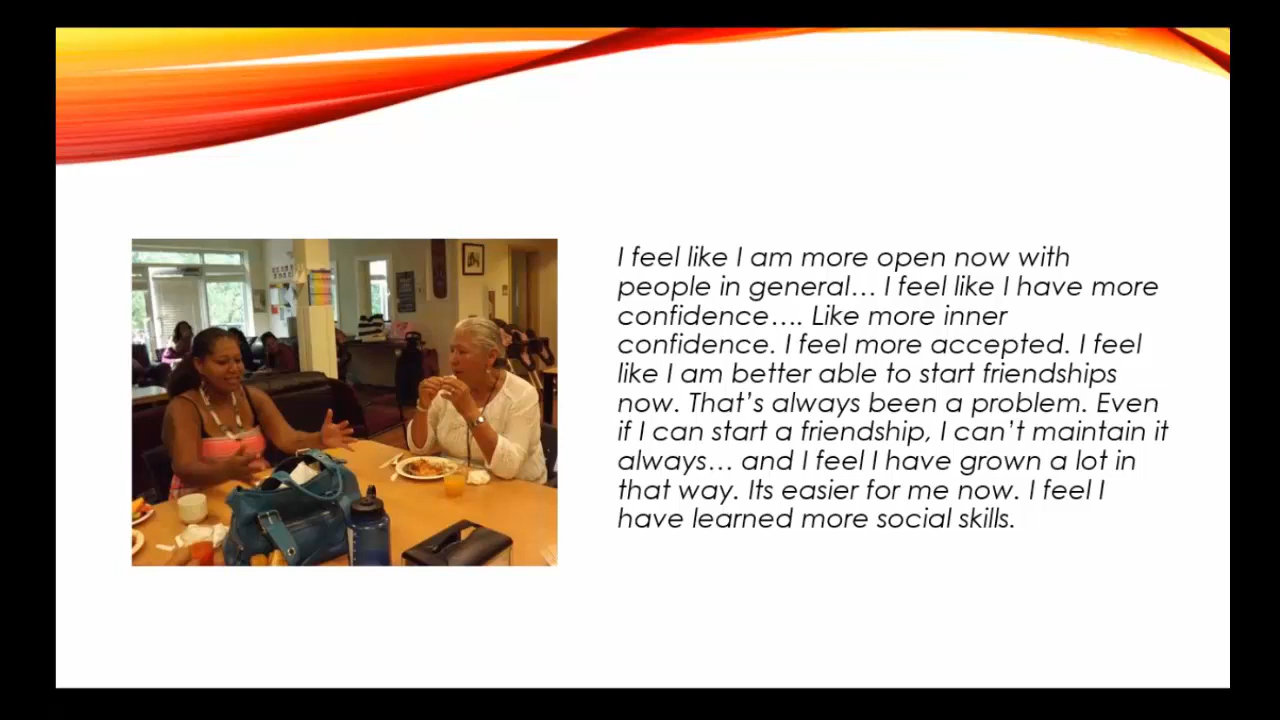 I feel like I am more open now with
people in general… I feel like I have more
confidence…. Like more inner
confidence. I feel more accepted. I feel
like I am better able to start friendships
now. That’s always been a problem. Even
if I can start a friendship, I can’t maintain it
always… and I feel I have grown a lot in
that way. Its easier for me now. I feel I
have learned more social skills.